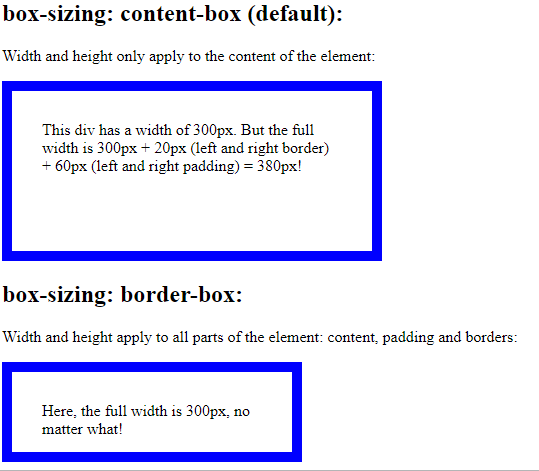 box-sizing: content-box (default):
Width and height only apply to the content of the element:
This div has a width of 300px. But the full
width is 300px + 20px (left and right border)
+ 60px (left and right padding) = 380px!
box-sizing: border-box:
Width and height apply to all parts of the element: content, padding and borders:
Here, the full width is 300px, no
matter what!